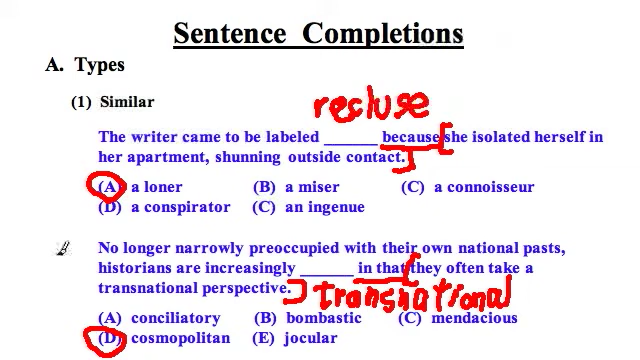 Sentence Completions
A. Types
(1) Similar
recluse
The writer came to be labeled ______ because she isolated herself in
her apartment, shunning outside contact.
(A) a loner (B) a miser (C) a connoisseur
(D) a conspirator (C) an ingenue
No longer narrowly preoccupied with their own national pasts,
historians are increasingly ______ in that they often take a
transnational perspective.
transnational
(A) conciliatory (B) bombastic (C) mendacious
(D) cosmopolitan (E) jocular